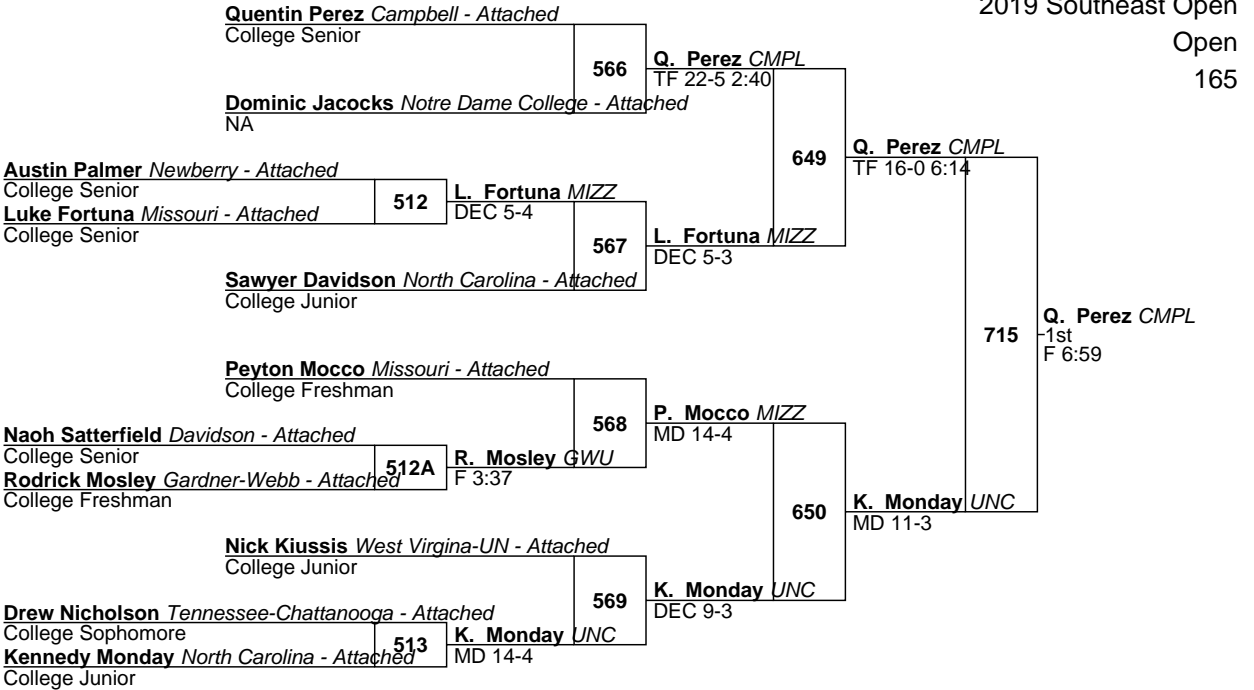 2019 Southeast Open
Open
165
Quentin Perez Campbell - Attached
College Senior
566
Q. Perez CMPL
TF 22-5 2:40
Dominic Jacocks Notre Dame College - Attached
NA
649
Q. Perez CMPL
TF 16-0 6:14
Austin Palmer Newberry - Attached
College Senior
512
L. Fortuna MIZZ
DEC 5-4
Luke Fortuna Missouri - Attached
College Senior
567
L. Fortuna MIZZ
DEC 5-3
Sawyer Davidson North Carolina - Attached
College Junior
715
Q. Perez CMPL
1st
F 6:59
Peyton Mocco Missouri - Attached
College Freshman
568
P. Mocco MIZZ
MD 14-4
Naoh Satterfield Davidson - Attached
College Senior
512A
R. Mosley GWU
F 3:37
Rodrick Mosley Gardner-Webb - Attached
College Freshman
650
K. Monday UNC
MD 11-3
Nick Kiussis West Virgina-UN - Attached
College Junior
569
K. Monday UNC
DEC 9-3
Drew Nicholson Tennessee-Chattanooga - Attached
College Sophomore
513
K. Monday UNC
MD 14-4
Kennedy Monday North Carolina - Attached
College Junior